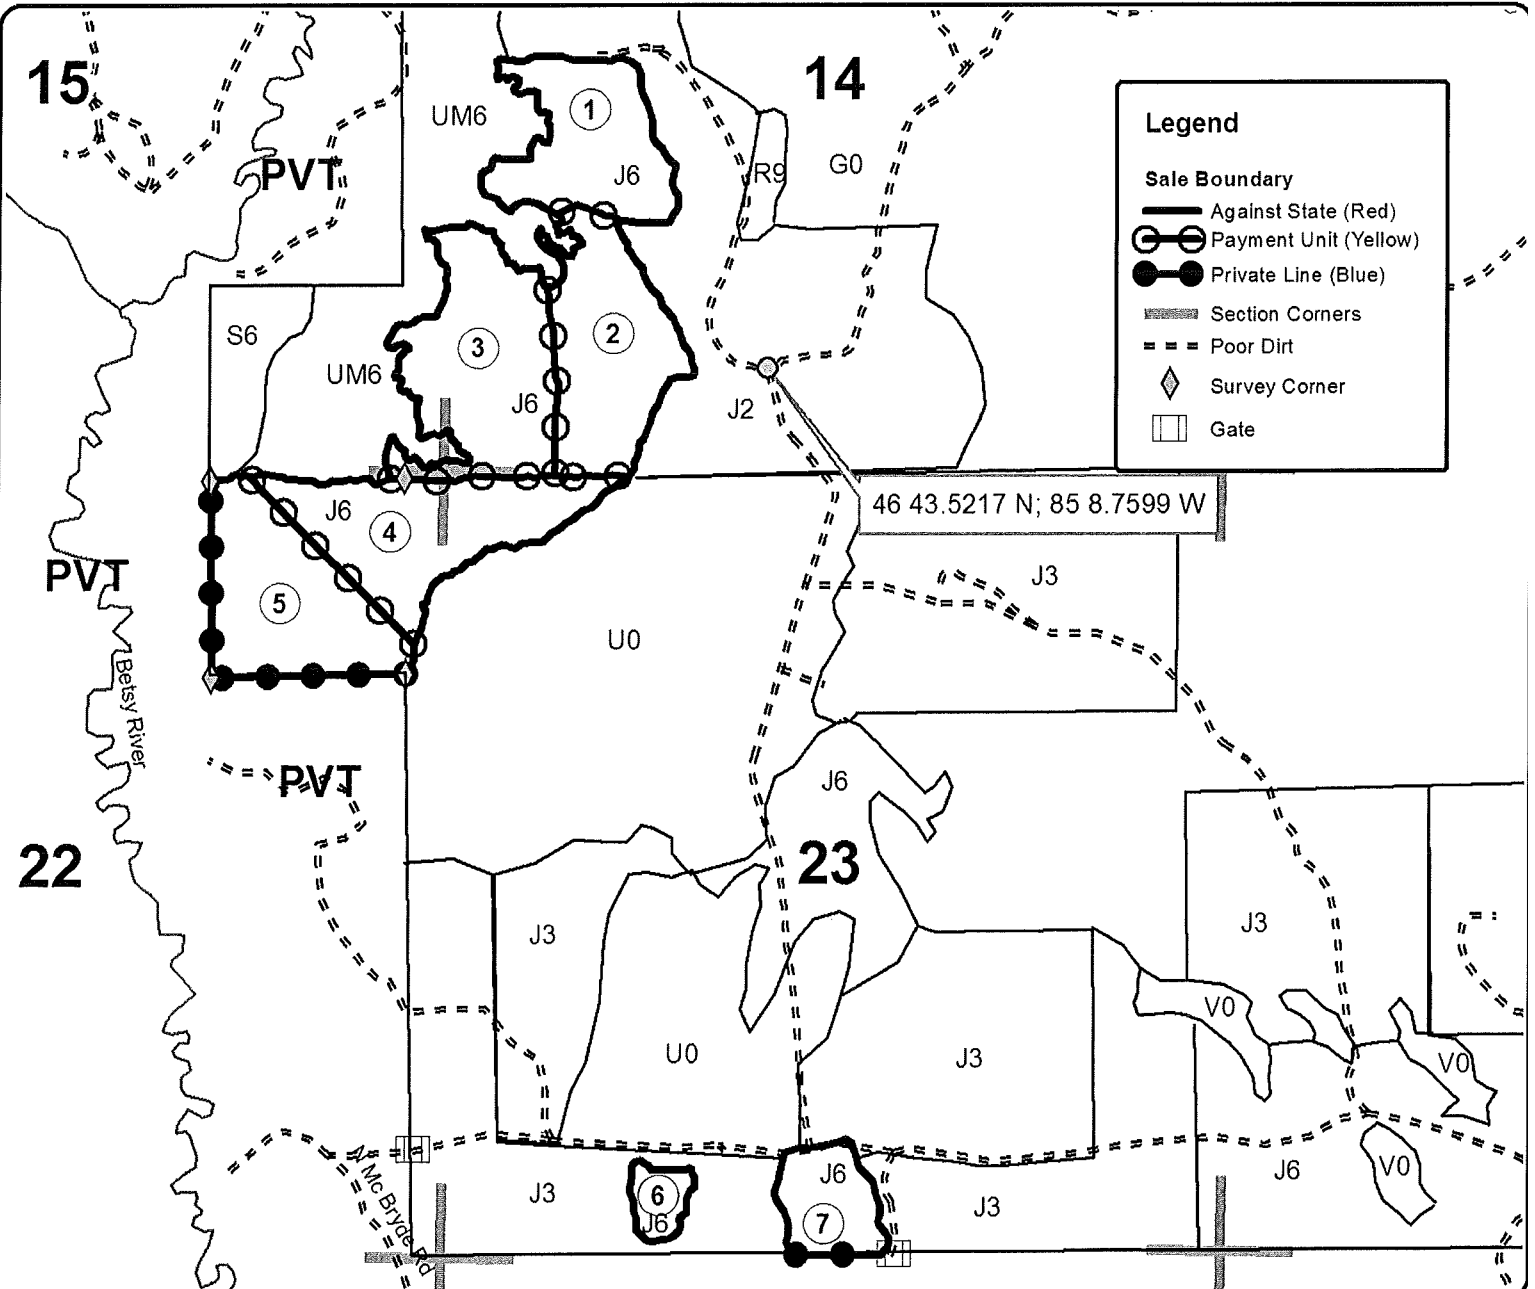 15
14
UM6
1
J6
PVT
R9
G0
Legend
Sale Boundary
Against State (Red)
Payment Unit (Yellow)
Private Line (Blue)
Section Corners
Poor Dirt
Survey Corner
Gate
S6
UM6
3
2
J6
J2
J6
4
46 43.5217 N; 85 8.7599 W
PVT
5
J3
U0
Betsy River
PVT
J6
22
23
J3
J3
V0
U0
J3
V0
N Mc Bryde Rd
J3
6
J6
J6
7
J3
J6
V0